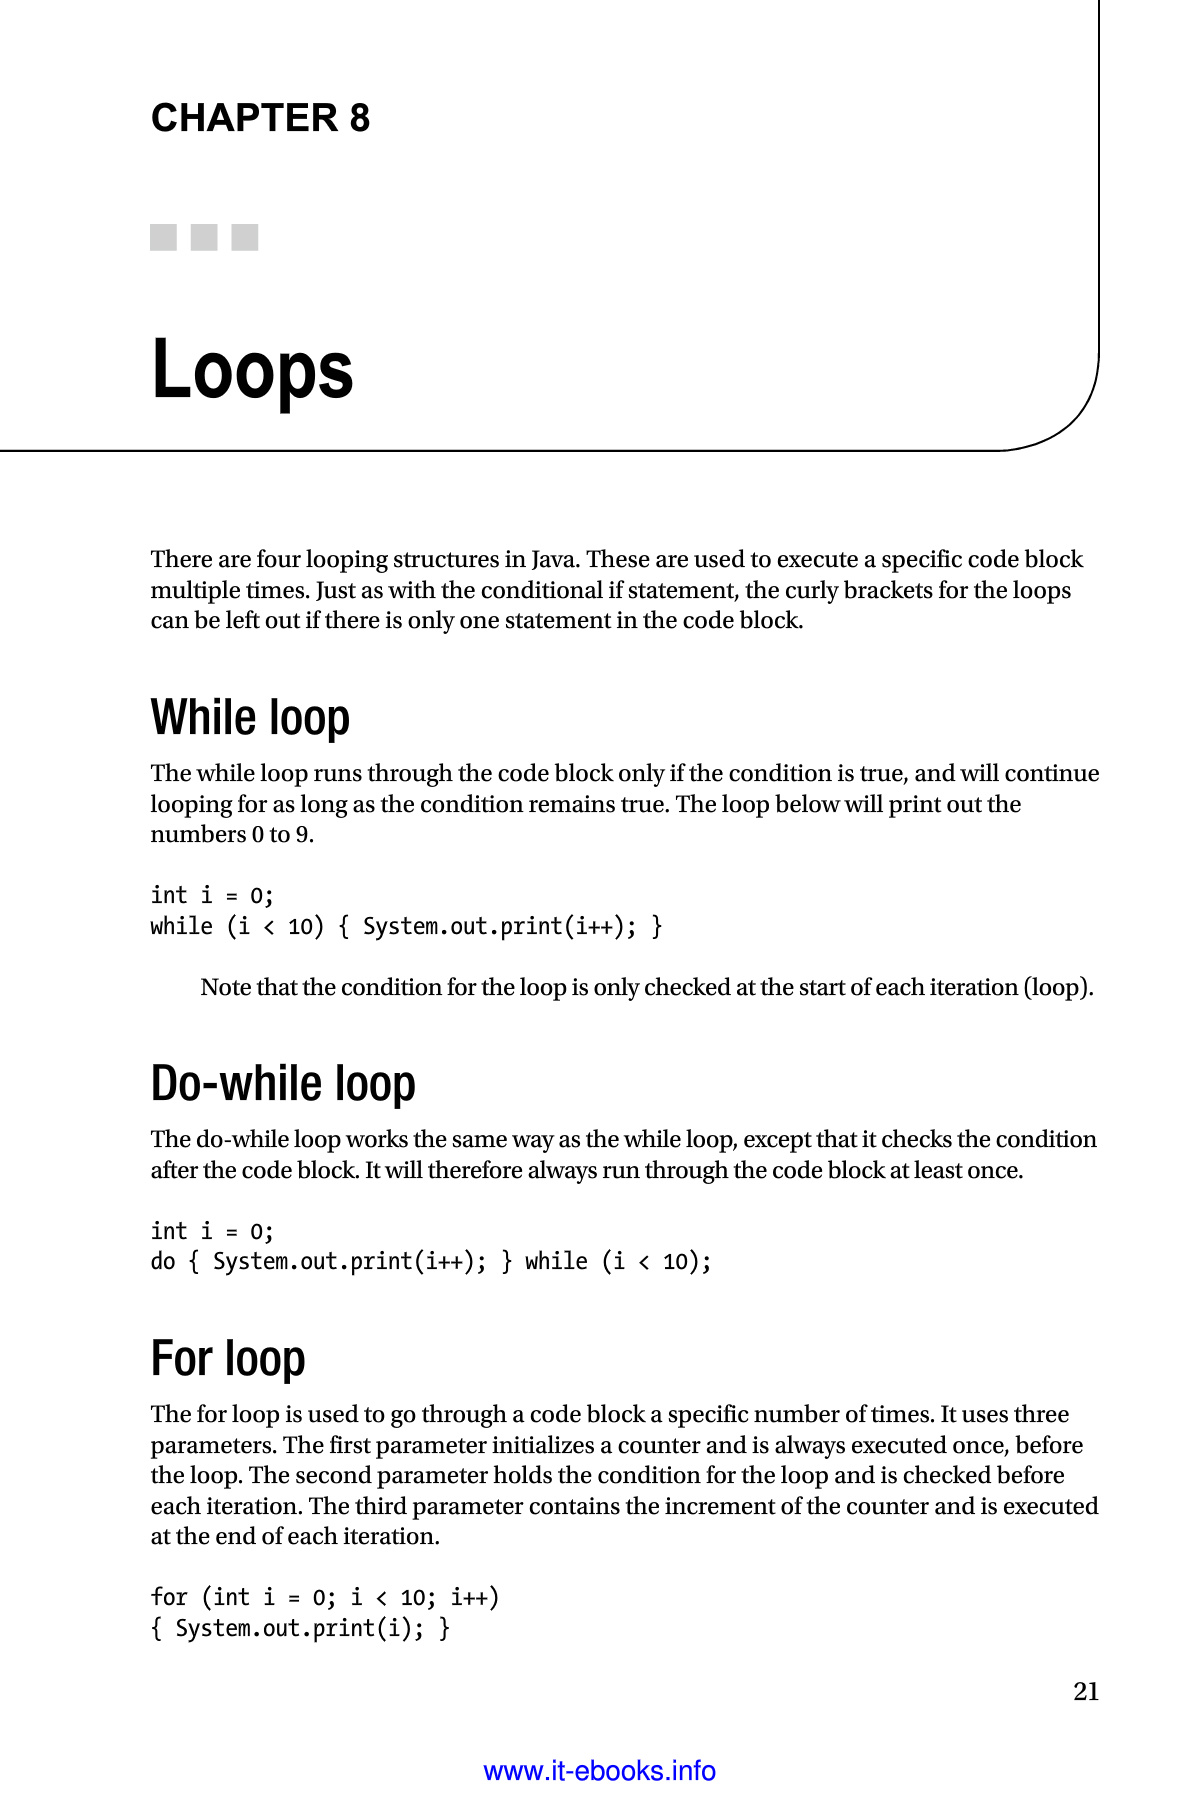 CHAPTER 8
Loops
There are four looping structures in Java. These are used to execute a specific code block
multiple times. Just as with the conditional if statement, the curly brackets for the loops
can be left out if there is only one statement in the code block.
While loop
The while loop runs through the code block only if the condition is true, and will continue
looping for as long as the condition remains true. The loop below will print out the
numbers 0 to 9.
int i = 0;
while (i < 10) { System.out.print(i++); }
Note that the condition for the loop is only checked at the start of each iteration (loop).
Do-while loop
The do-while loop works the same way as the while loop, except that it checks the condition
after the code block. It will therefore always run through the code block at least once.
int i = 0;
do { System.out.print(i++); } while (i < 10);
For loop
The for loop is used to go through a code block a specific number of times. It uses three
parameters. The first parameter initializes a counter and is always executed once, before
the loop. The second parameter holds the condition for the loop and is checked before
each iteration. The third parameter contains the increment of the counter and is executed
at the end of each iteration.
for (int i = 0; i < 10; i++)
{ System.out.print(i); }
21
www.it-ebooks.info